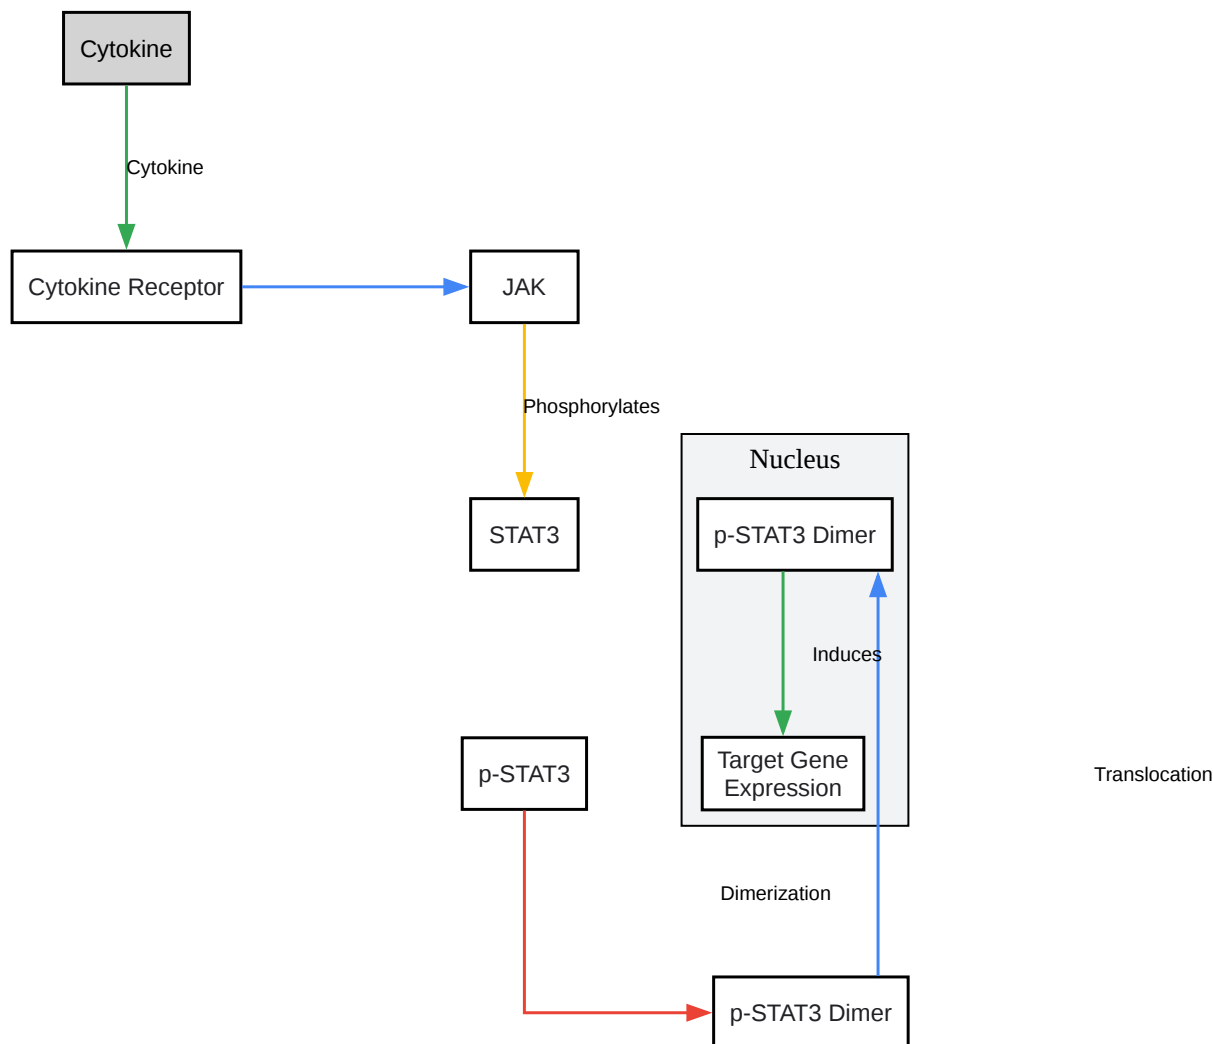 Cytokine
Cytokine
Cytokine Receptor
JAK
Phosphorylates
Nucleus
STAT3
p-STAT3 Dimer
Induces
p-STAT3
Target Gene
Expression
Translocation
Dimerization
p-STAT3 Dimer